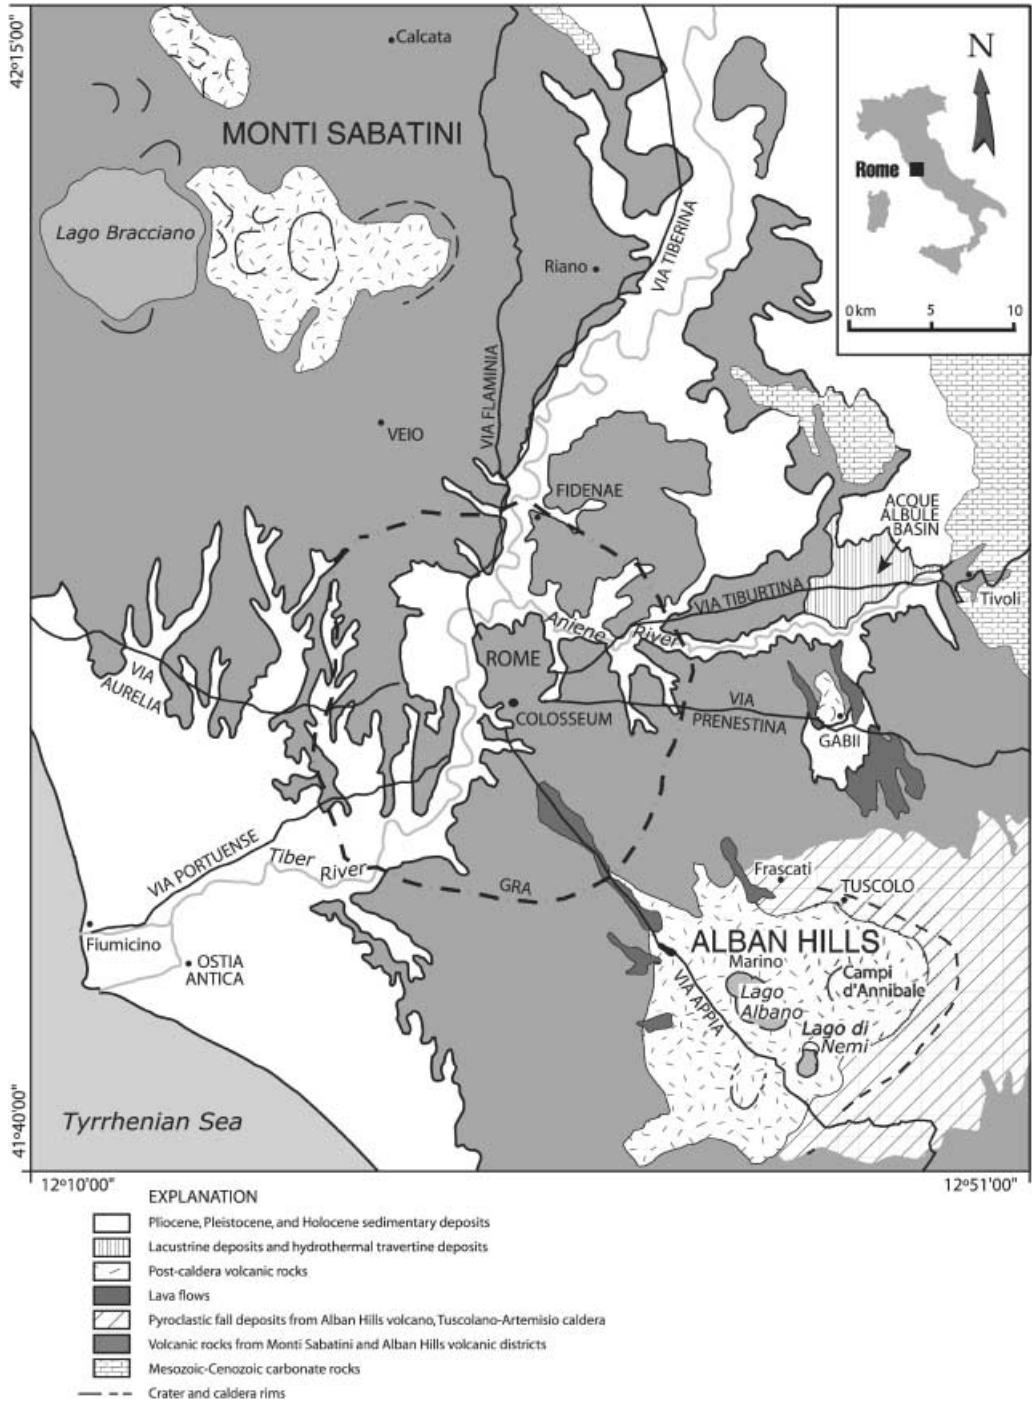 42°15'00"
Calcata
MONTI SABATINI
N
Rome
Lago Bracciano
VIA TIBERINA
Riano
0 km 5 10
VIA FLAMINIA
VEIO
FIDENAE
ACQUE
ALBULE
BASIN
VIA TIBURTINA
Tivoli
Aniene River
ROME
VIA
AURELIA
COLOSSEUM
VIA
PRENESTINA
GABII
VIA PORTUENSE
Tiber River
GRA
Frascati
TUSCOLO
Fiumicino
OSTIA
ANTICA
ALBAN HILLS
Marino
Campi
d'Annibale
Lago
Albano
VIA APPIA
Lago di
Nemi
Tyrrhenian Sea
41°40'00"
12°10'00" 12°51'00"
EXPLANATION
Pliocene, Pleistocene, and Holocene sedimentary deposits
Lacustrine deposits and hydrothermal travertine deposits
Post-caldera volcanic rocks
Lava flows
Pyroclastic fall deposits from Alban Hills volcano, Tuscolano-Artemisio caldera
Volcanic rocks from Monti Sabatini and Alban Hills volcanic districts
Mesozoic-Cenozoic carbonate rocks
Crater and caldera rims